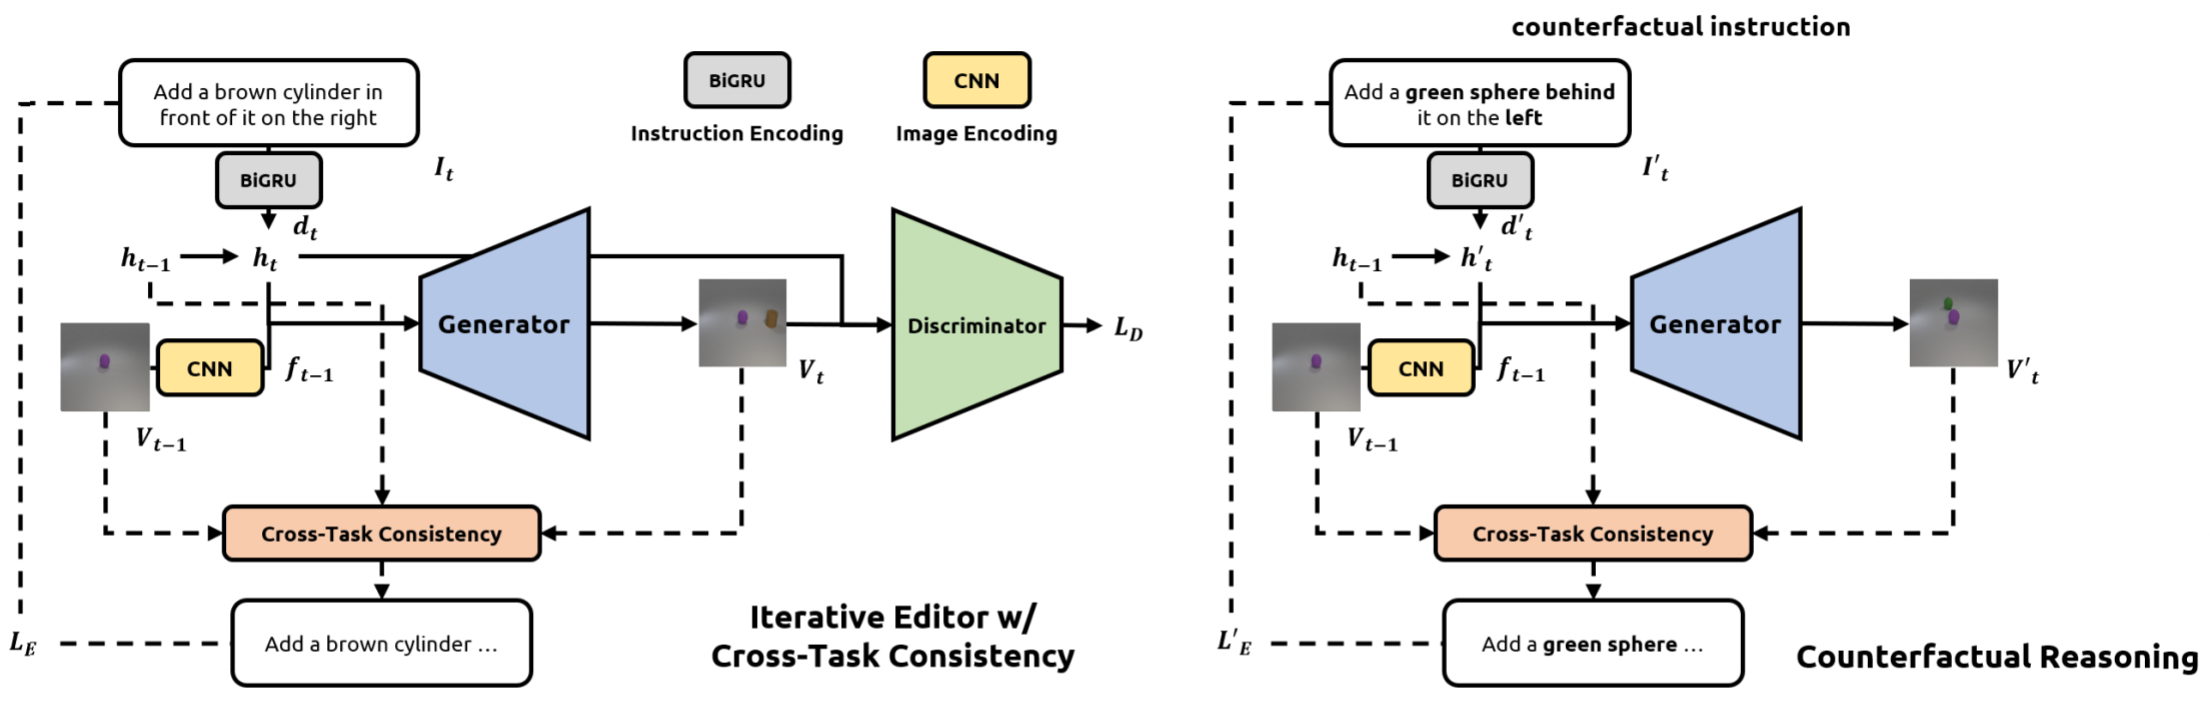 Add a brown cylinder in
front of it on the right
BiGRU
I_t
d_t
h_{t−1}
h_t
CNN
f_{t−1}
V_{t−1}
BiGRU
Instruction Encoding
CNN
Image Encoding
Generator
V_t
Discriminator
L_D
Cross-Task Consistency
Add a brown cylinder ...
L_E
Iterative Editor w/
Cross-Task Consistency
counterfactual instruction
Add a green sphere behind
it on the left
BiGRU
I'_t
d'_t
h_{t−1}
h'_t
CNN
f_{t−1}
V_{t−1}
Generator
V'_t
Cross-Task Consistency
Add a green sphere ...
L'_E
Counterfactual Reasoning